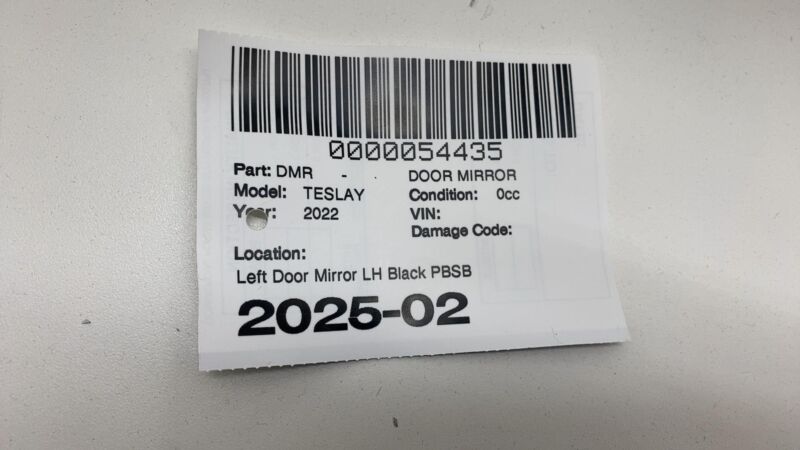 0000054435
Part: DMR - . DOOR MIRROR
Model: TESLAY Condition: 0cc
Year: 2022 VIN:
Damage Code:
Location:
Left Door Mirror LH Black PBSB
2025-02